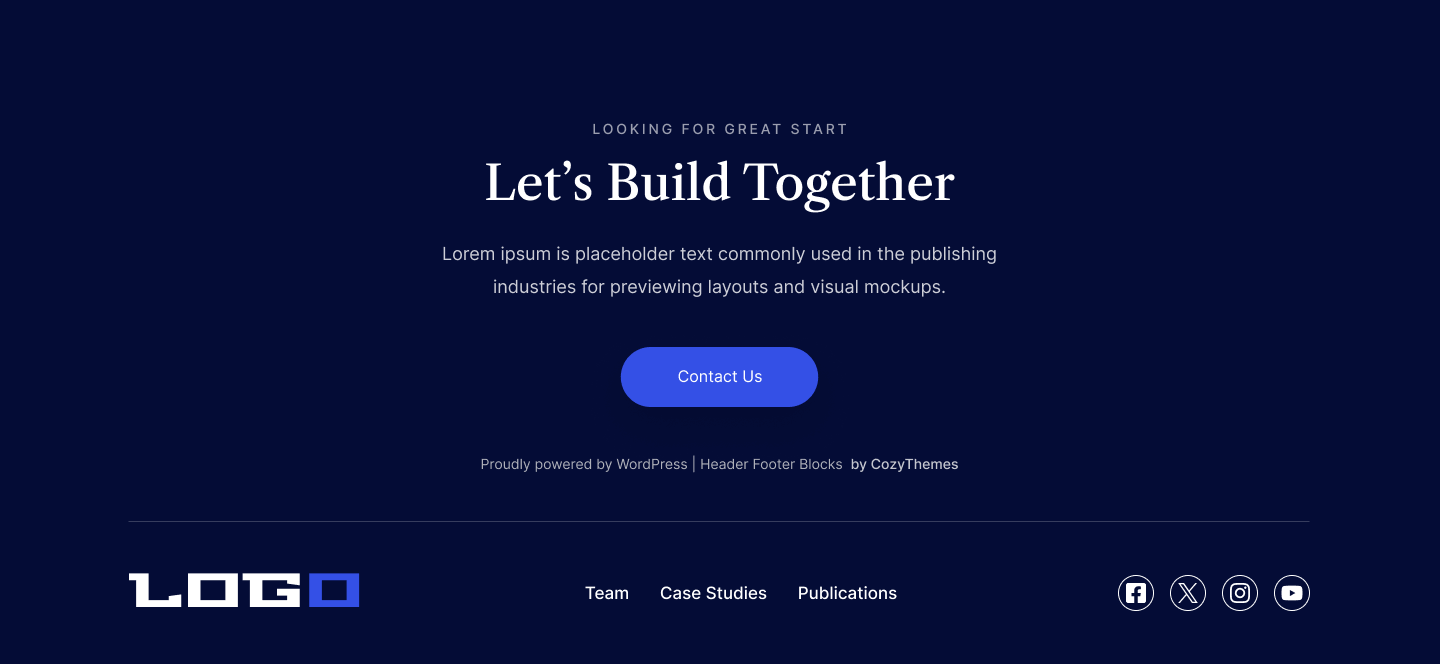 LOOKING FOR GREAT START
Let’s Build Together
Lorem ipsum is placeholder text commonly used in the publishing
industries for previewing layouts and visual mockups.
Contact Us
Proudly powered by WordPress | Header Footer Blocks by CozyThemes
LOGO
Team Case Studies Publications